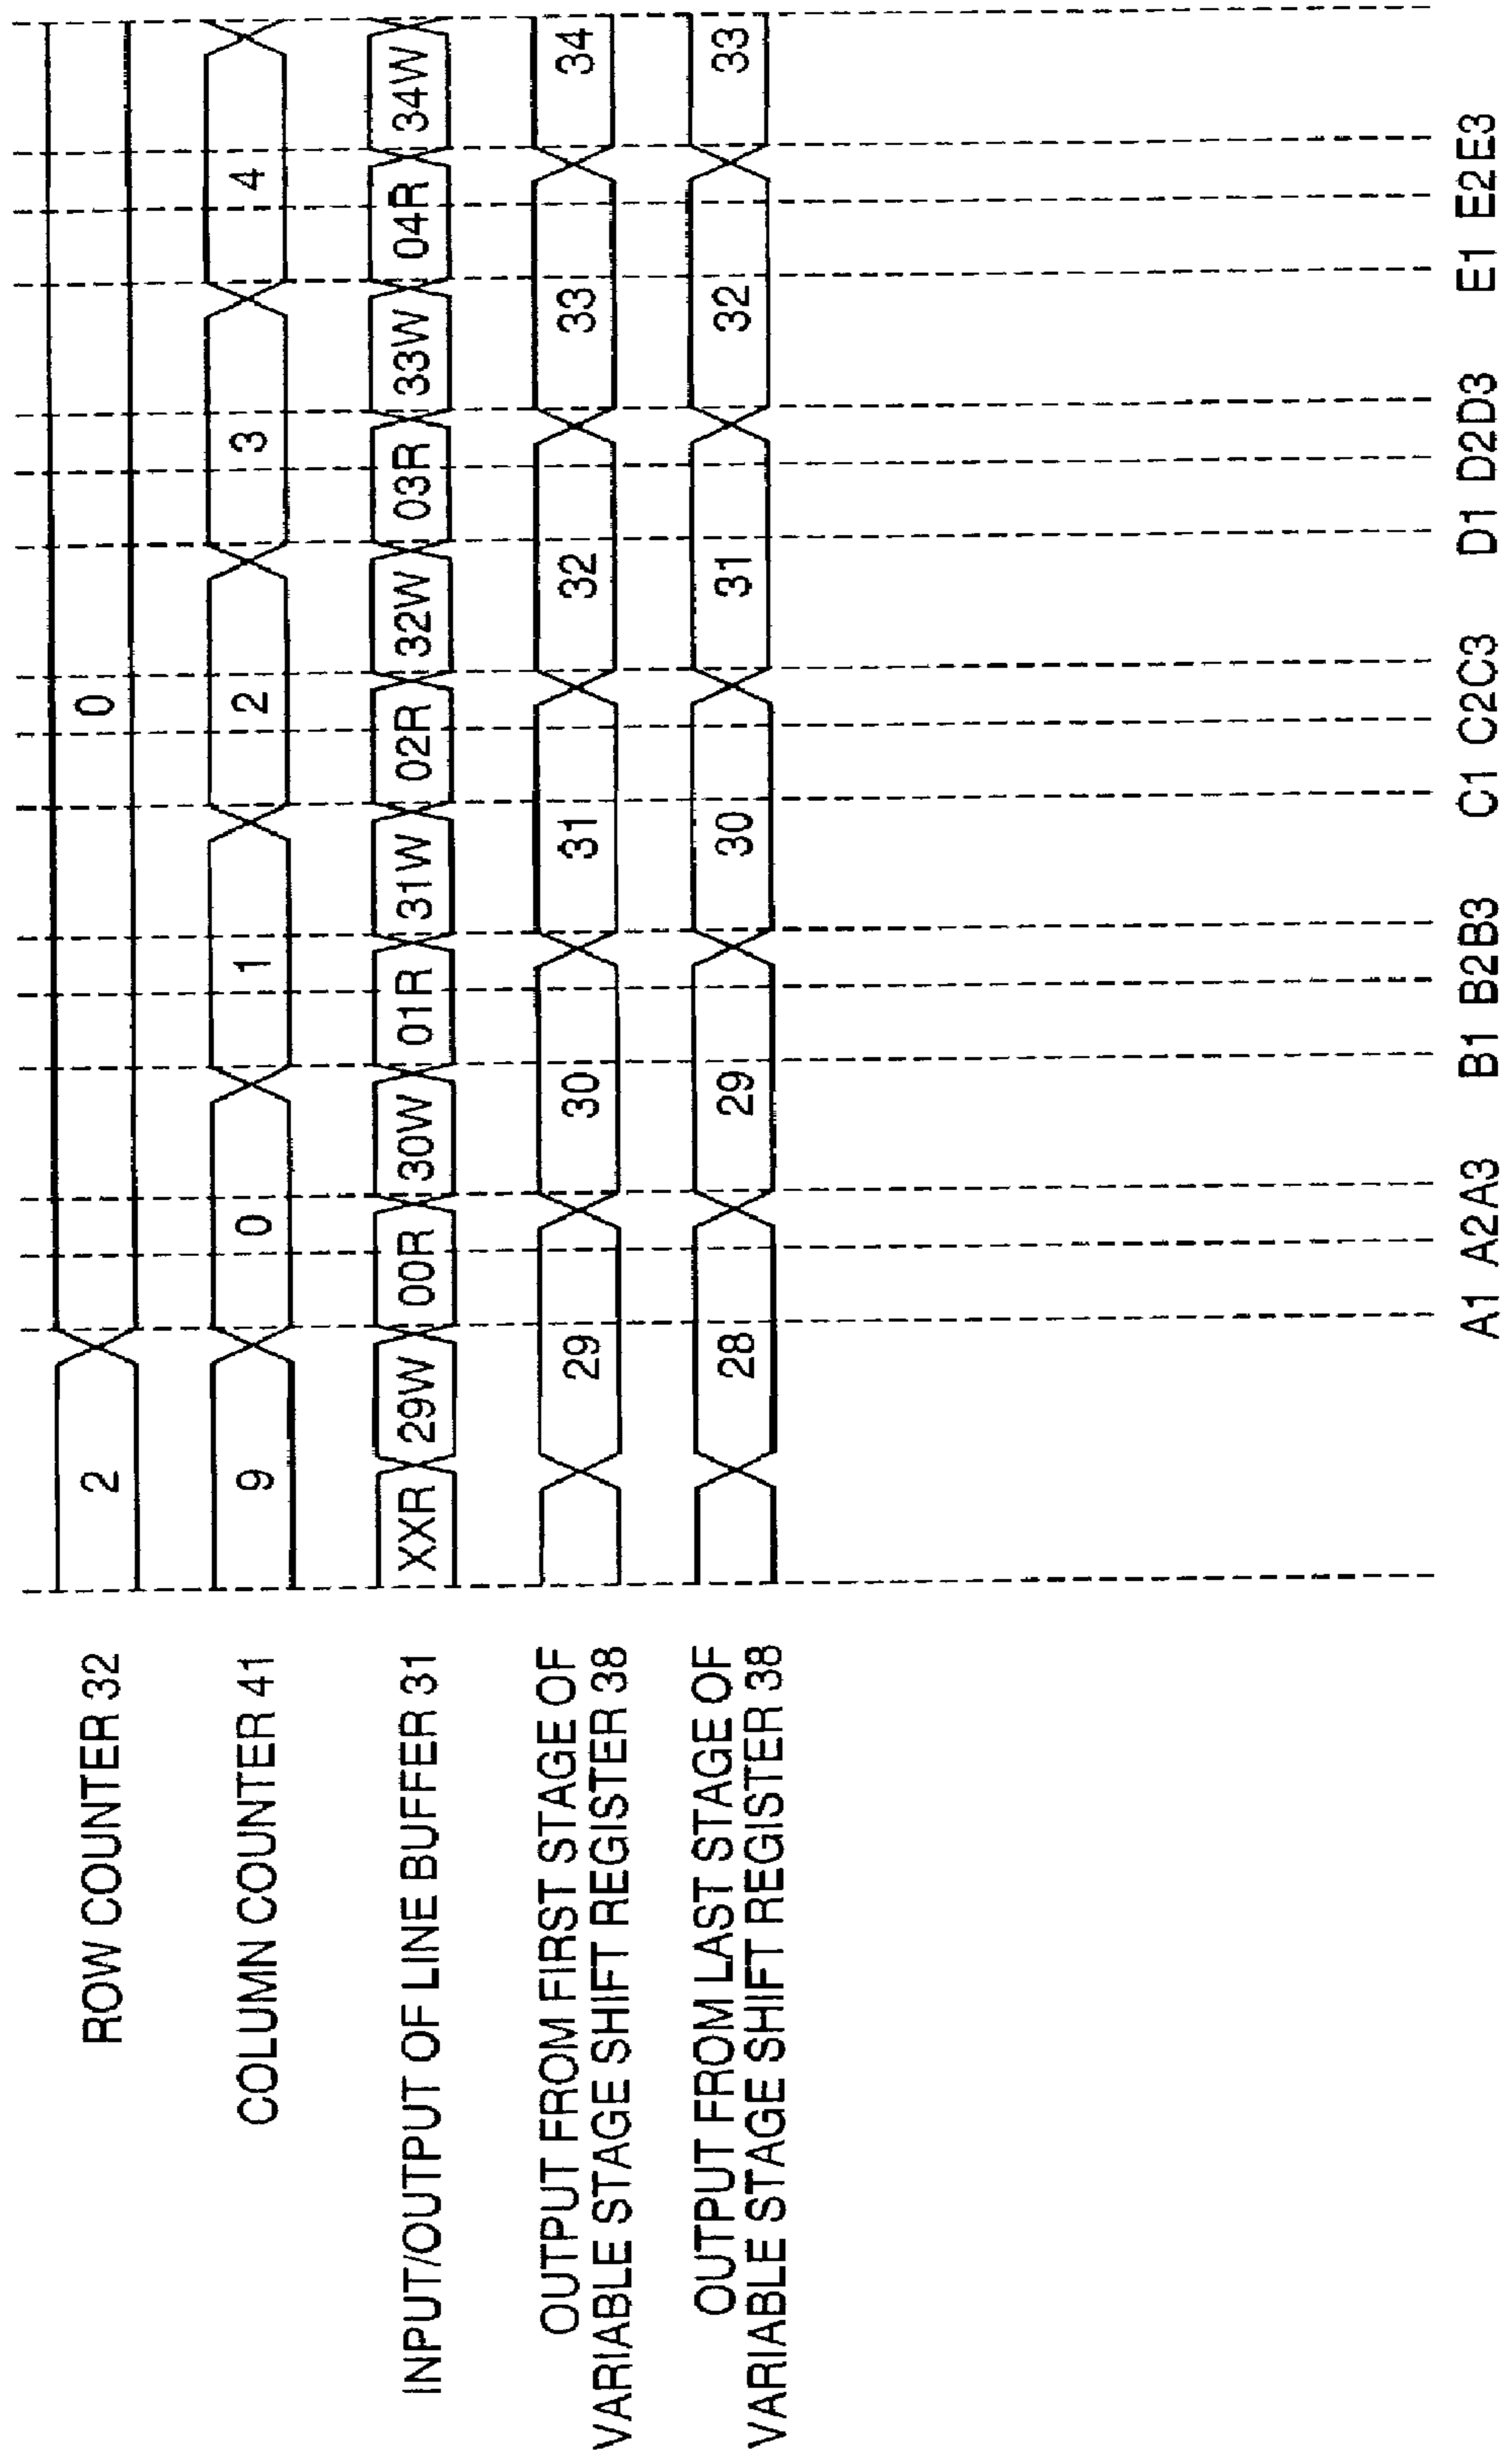 ROW COUNTER 32 2 0
COLUMN COUNTER 41 9 0 1 2 3 4
INPUT/OUTPUT OF LINE BUFFER 31 XXR 29W 00R 30W 01R 31W 02R 32W 03R 33W 04R 34W
OUTPUT FROM FIRST STAGE OF
VARIABLE STAGE SHIFT REGISTER 38
29 30 31 32 33 34
OUTPUT FROM LAST STAGE OF
VARIABLE STAGE SHIFT REGISTER 38
28 29 30 31 32 33
A1 A2A3 B1 B2B3 C1 C2C3 D1 D2D3 E1 E2E3